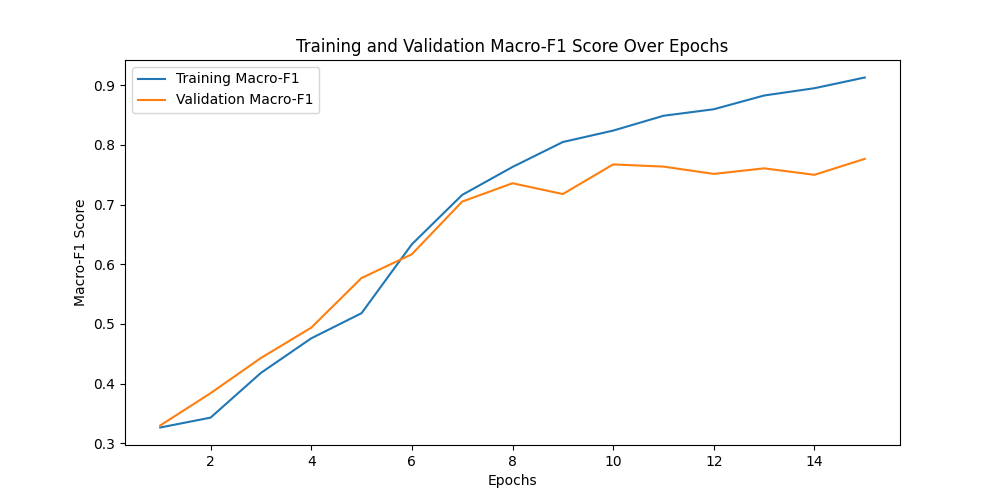 Training and Validation Macro-F1 Score Over Epochs
Training Macro-F1
Validation Macro-F1
Macro-F1 Score
0.9
0.8
0.7
0.6
0.5
0.4
0.3
2 4 6 8 10 12 14
Epochs